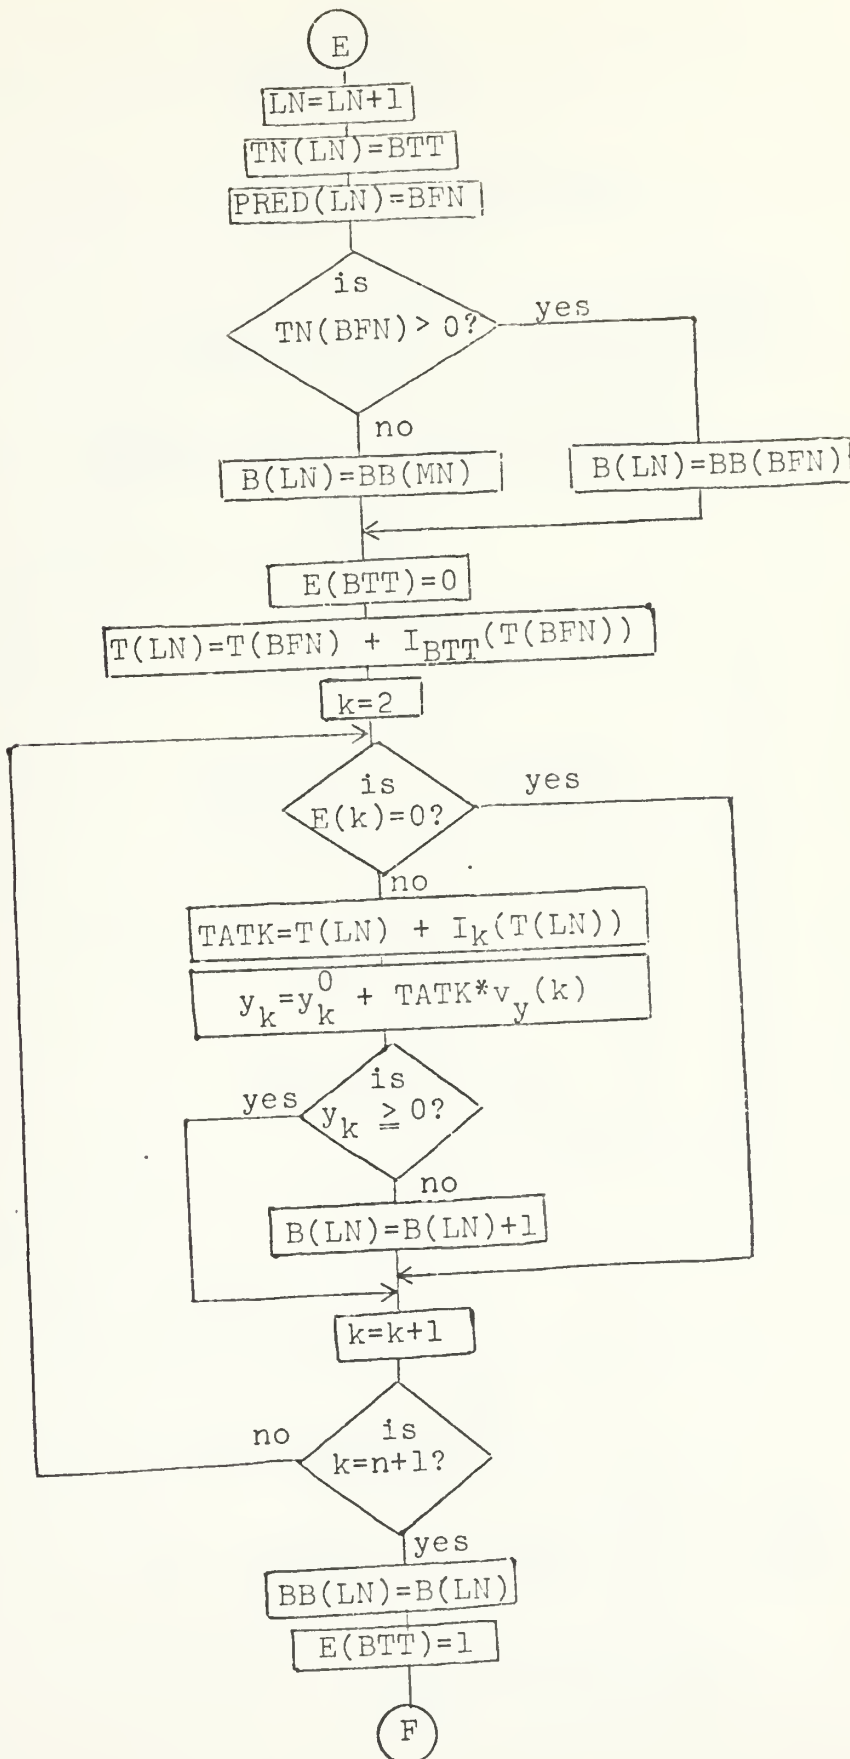 E
LN=LN+1
TN(LN)=BTT
PRED(LN)=BFN
is
TN(BFN) > 0?
yes
no
B(LN)=BB(MN)
B(LN)=BB(BFN)
E(BTT)=0
T(LN)=T(BFN) + I_BTT(T(BFN))
k=2
is
E(k)=0?
yes
no
TATK=T(LN) + I_k(T(LN))
y_k=y_k^0 + TATK*v_y(k)
is
y_k ≧ 0?
yes
no
B(LN)=B(LN)+1
k=k+1
is
k=n+1?
no
yes
BB(LN)=B(LN)
E(BTT)=1
F